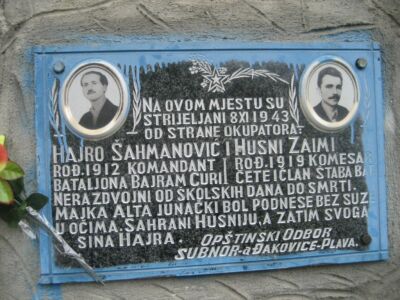 NA OVOM MJESTU SU
STRIJELJANI 8 XI 1943
OD STRANE OKUPATORA
HAJRO ŠAHMANOVIĆ I HUSNI ZAIMI
ROĐ. 1912 KOMANDANT ROĐ. 1919 KOMESAR
BATALJONA BAJRAM CURI ČETE I ČLAN ŠTABA BAT
NERAZDVOJNI OD ŠKOLSKIH DANA DO SMRTI.
MAJKA ALTA JUNAČKI BOL PODNESE BEZ SUZE
U OČIMA. SAHRANI HUSNIJU, A ZATIM SVOGA
SINA HAJRA. OPŠTINSKI ODBOR
SUBNOR-a ĐAKOVICE-PLAVA.